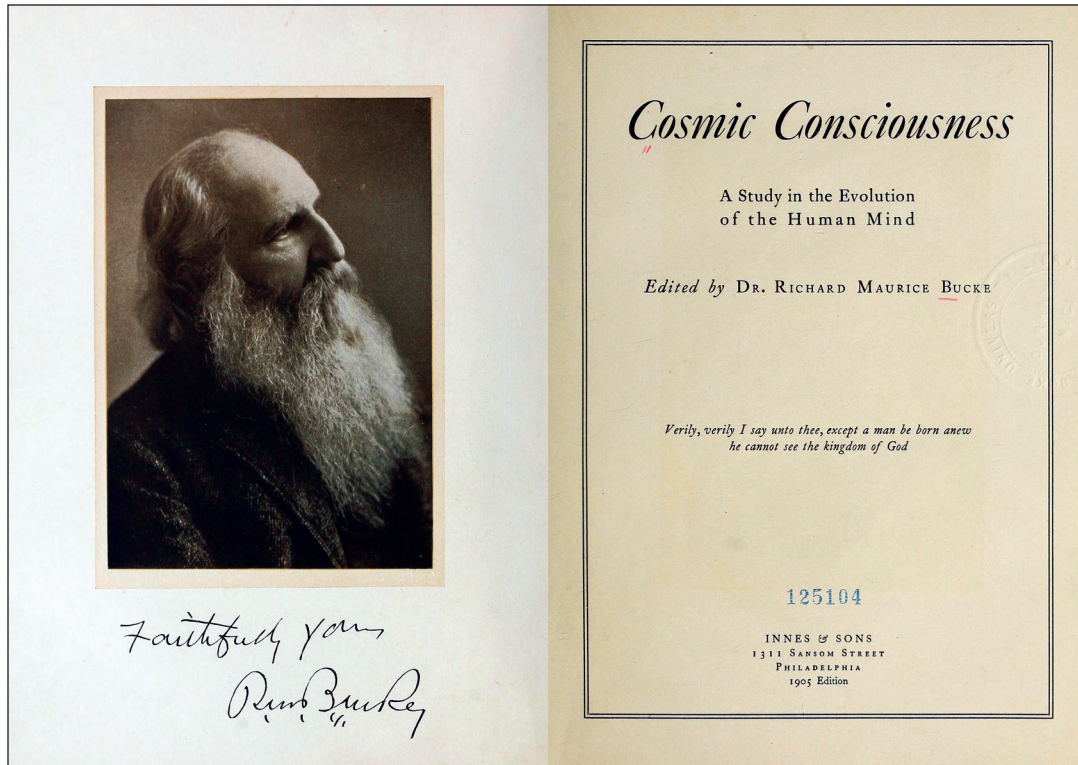 Faithfully yours
RM Bucke
Cosmic Consciousness
A Study in the Evolution
of the Human Mind
Edited by Dr. Richard Maurice Bucke
Verily, verily I say unto thee, except a man be born anew
he cannot see the kingdom of God
125104
INNES & SONS
1311 Sansom Street
Philadelphia
1905 Edition